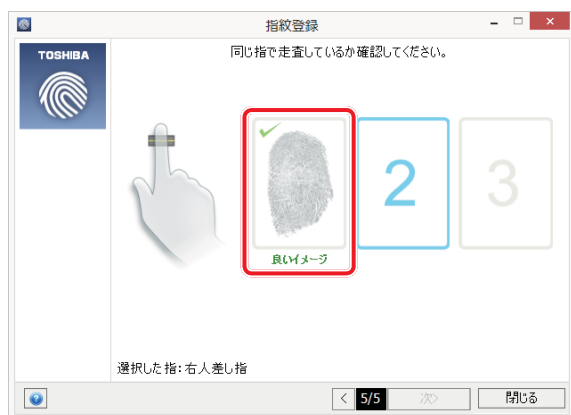 指紋登録
TOSHIBA
同じ指で走査しているか確認してください。
2
3
良いイメージ
選択した指：右人差し指
< 5/5 次> 閉じる